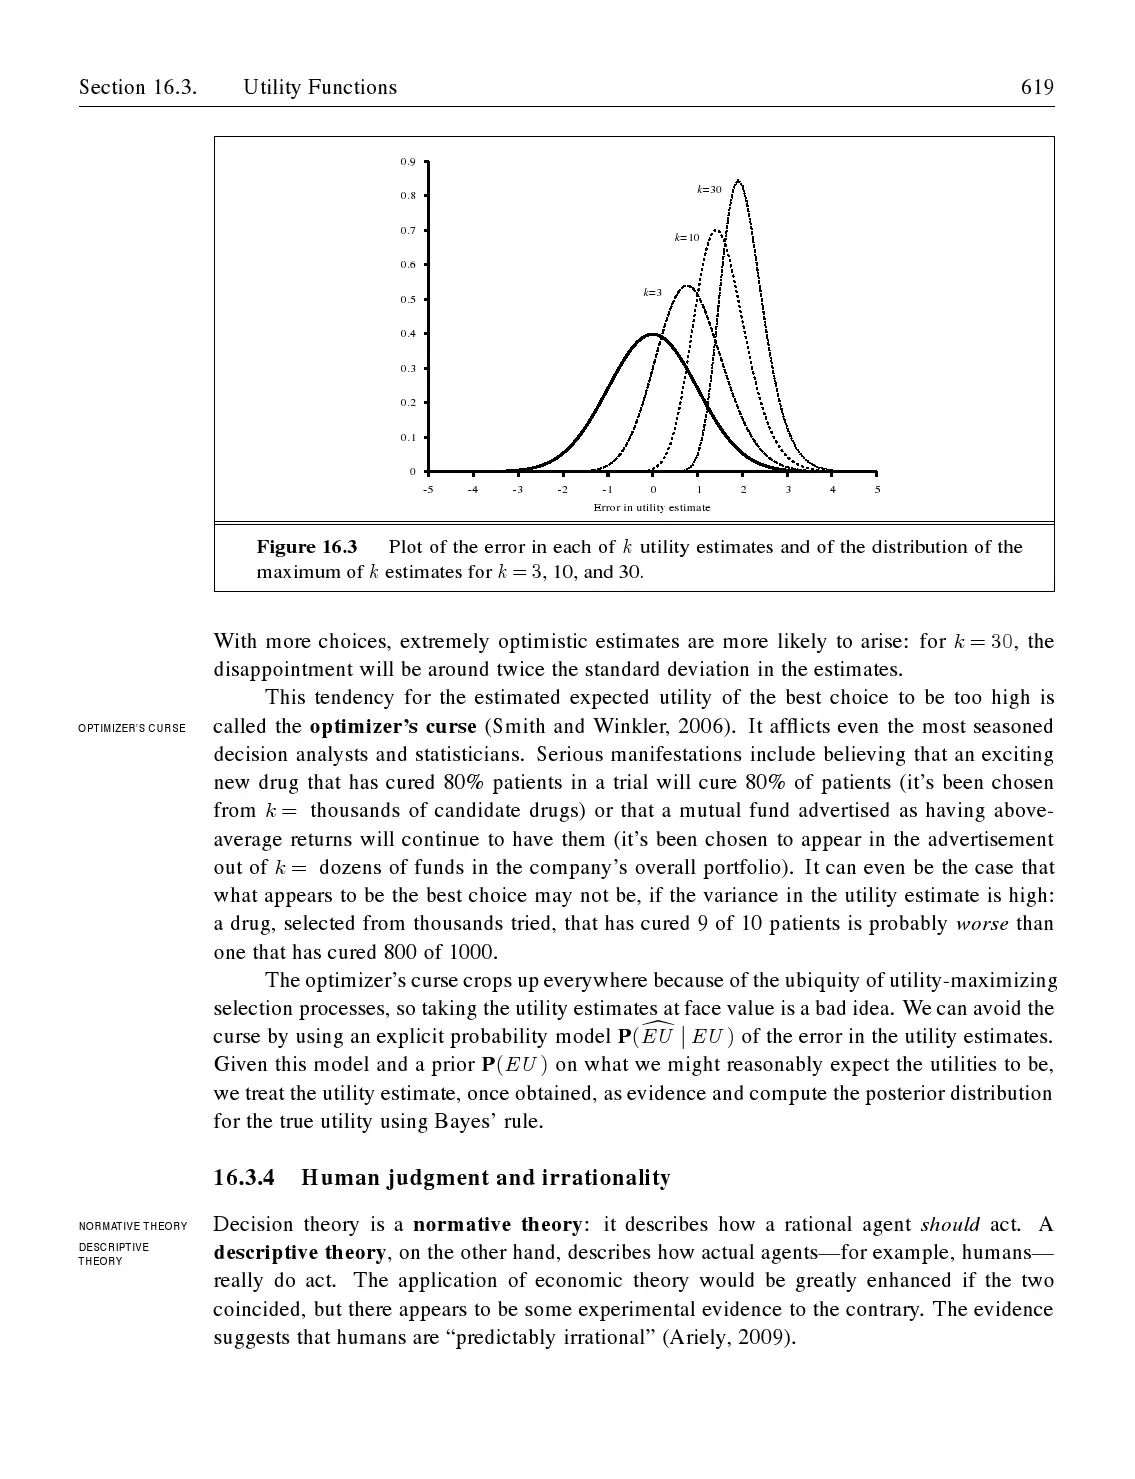 Section 16.3. Utility Functions 619
0.9
0.8
0.7
0.6
0.5
0.4
0.3
0.2
0.1
0
k=30
k=10
k=3
-5 -4 -3 -2 -1 0 1 2 3 4 5
Error in utility estimate
Figure 16.3 Plot of the error in each of k utility estimates and of the distribution of the
maximum of k estimates for k = 3, 10, and 30.
With more choices, extremely optimistic estimates are more likely to arise: for k = 30, the
disappointment will be around twice the standard deviation in the estimates.
This tendency for the estimated expected utility of the best choice to be too high is
OPTIMIZER'S CURSE
called the optimizer's curse (Smith and Winkler, 2006). It afflicts even the most seasoned
decision analysts and statisticians. Serious manifestations include believing that an exciting
new drug that has cured 80% patients in a trial will cure 80% of patients (it's been chosen
from k = thousands of candidate drugs) or that a mutual fund advertised as having above-
average returns will continue to have them (it's been chosen to appear in the advertisement
out of k = dozens of funds in the company's overall portfolio). It can even be the case that
what appears to be the best choice may not be, if the variance in the utility estimate is high:
a drug, selected from thousands tried, that has cured 9 of 10 patients is probably worse than
one that has cured 800 of 1000.
The optimizer's curse crops up everywhere because of the ubiquity of utility-maximizing
selection processes, so taking the utility estimates at face value is a bad idea. We can avoid the
curse by using an explicit probability model P(ÊU | EU) of the error in the utility estimates.
Given this model and a prior P(EU) on what we might reasonably expect the utilities to be,
we treat the utility estimate, once obtained, as evidence and compute the posterior distribution
for the true utility using Bayes' rule.
16.3.4 Human judgment and irrationality
NORMATIVE THEORY
Decision theory is a normative theory: it describes how a rational agent should act. A
DESCRIPTIVE
THEORY
descriptive theory, on the other hand, describes how actual agents—for example, humans—
really do act. The application of economic theory would be greatly enhanced if the two
coincided, but there appears to be some experimental evidence to the contrary. The evidence
suggests that humans are “predictably irrational” (Ariely, 2009).